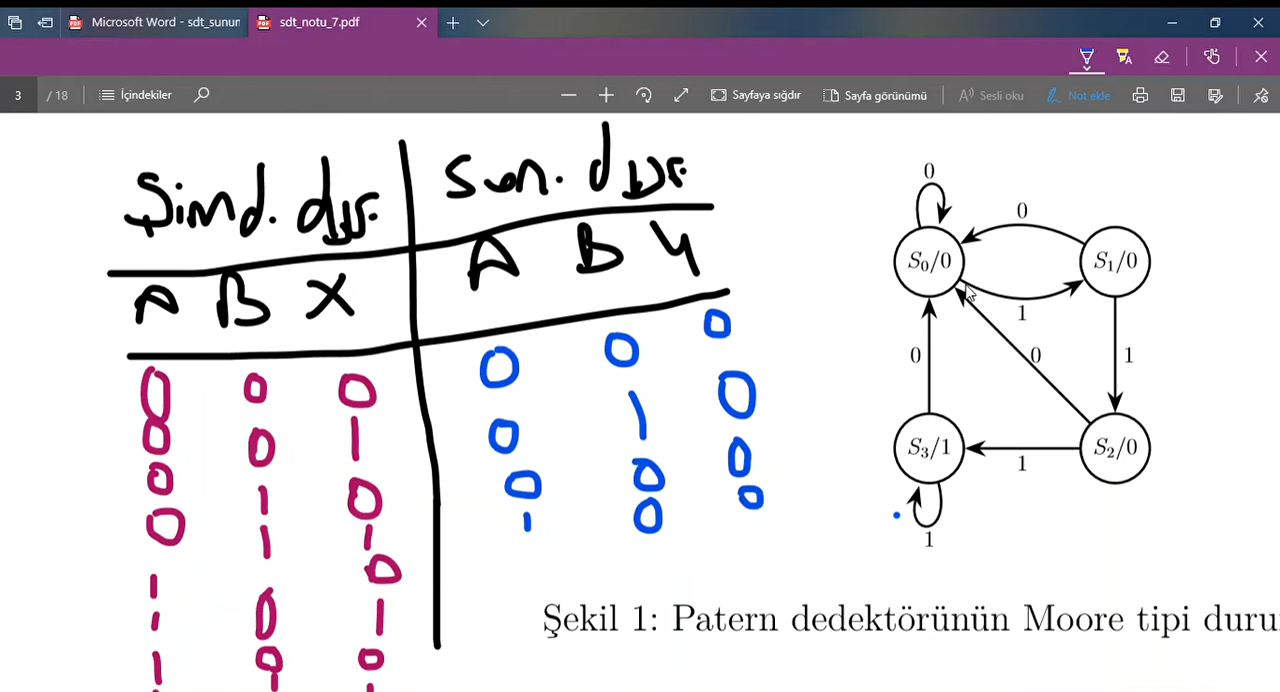 Microsoft Word - sdt_sunun sdt_notu_7.pdf
3 / 18 İçindekiler Sayfaya sığdır Sayfa görünümü Sesli oku Not ekle
Şimd. dur. Son. dur.
A B X A B Y
0 0 0 0 0 0
0 0 1 0 1 0
0 1 0 0 0 0
0 1 1 1 0 0
1 0 0
1 0 1
1 0
0
S0/0 0 S1/0
1
0 0 1
S3/1 1 S2/0
1
Şekil 1: Patern dedektörünün Moore tipi duru